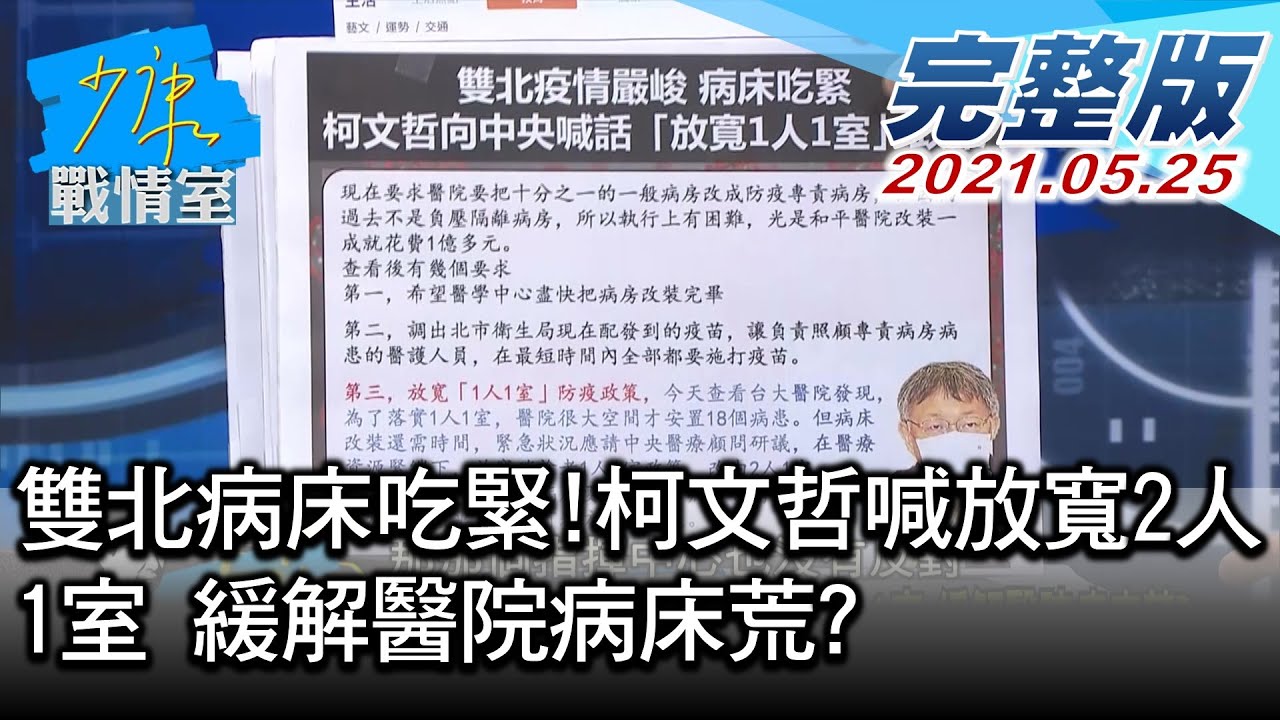 藝文 / 運勢 / 交通
少康
戰情室
完整版
2021.05.25
雙北疫情嚴峻 病床吃緊
柯文哲向中央喊話「放寬1人1室」
現在要求醫院要把十分之一的一般病房改成防疫專責病房,
過去不是負壓隔離病房,所以執行上有困難,光是和平醫院改裝一
成就花費1億多元。
查看後有幾個要求
第一,希望醫學中心盡快把病房改裝完畢
第二,調出北市衛生局現在配發到的疫苗,讓負責照顧專責病房病
患的醫護人員,在最短時間內全部都要施打疫苗。
第三,放寬「1人1室」防疫政策,今天查看台大醫院發現,
為了落實1人1室,醫院很大空間才安置18個病患。但病床
改裝還需時間,緊急狀況應請中央醫療顧問研議,在醫療
004
雙北病床吃緊!柯文哲喊放寬2人
1室 緩解醫院病床荒?